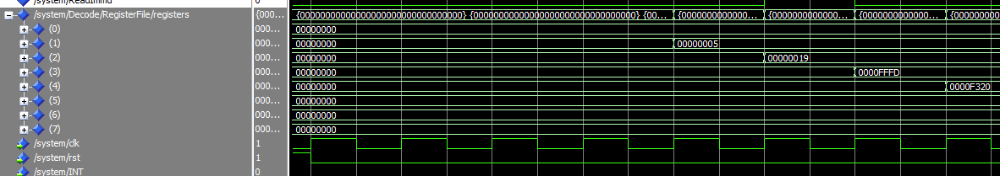 /system/ReadImmd 0
/system/Decode/RegisterFile/registers {000... {00000000000000000000000000000000} {00000000000000000000000000000000} {00... {0000000000000... {0000000000000... {0000000000000... {00000000
(0) 000... 00000000
(1) 000... 00000000 00000005
(2) 000... 00000000 00000019
(3) 000... 00000000 0000FFFD
(4) 000... 00000000 0000F320
(5) 000... 00000000
(6) 000... 00000000
(7) 000... 00000000
/system/clk 1
/system/rst 1
/system/INT 0